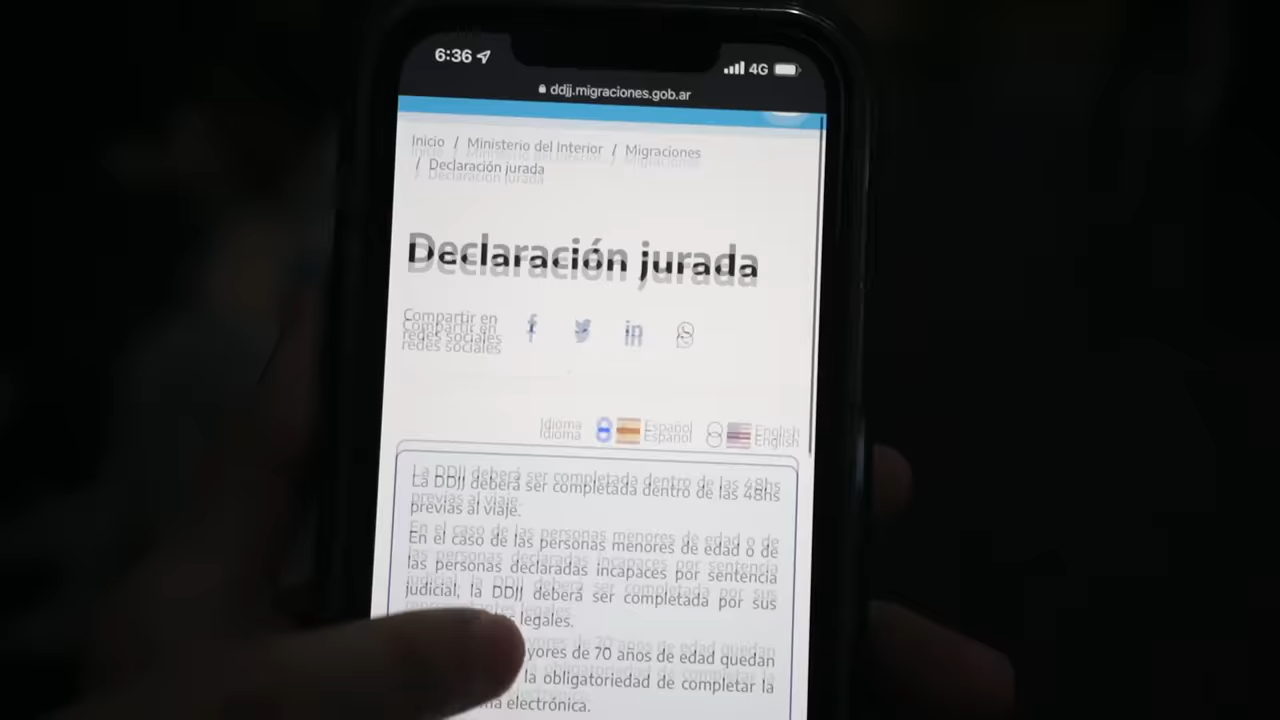 6:36
4G
ddjj.migraciones.gob.ar
Inicio / Ministerio del Interior / Migraciones
/ Declaración jurada
Declaración jurada
Compartir en
redes sociales
Idioma Español English
La DDJJ deberá ser completada dentro de las 48hs
previas al viaje.
En el caso de las personas menores de edad o de
las personas declaradas incapaces por sentencia
judicial, la DDJJ deberá ser completada por sus
legales.
de 70 años de edad quedan
la obligatoriedad de completar la
electrónica.